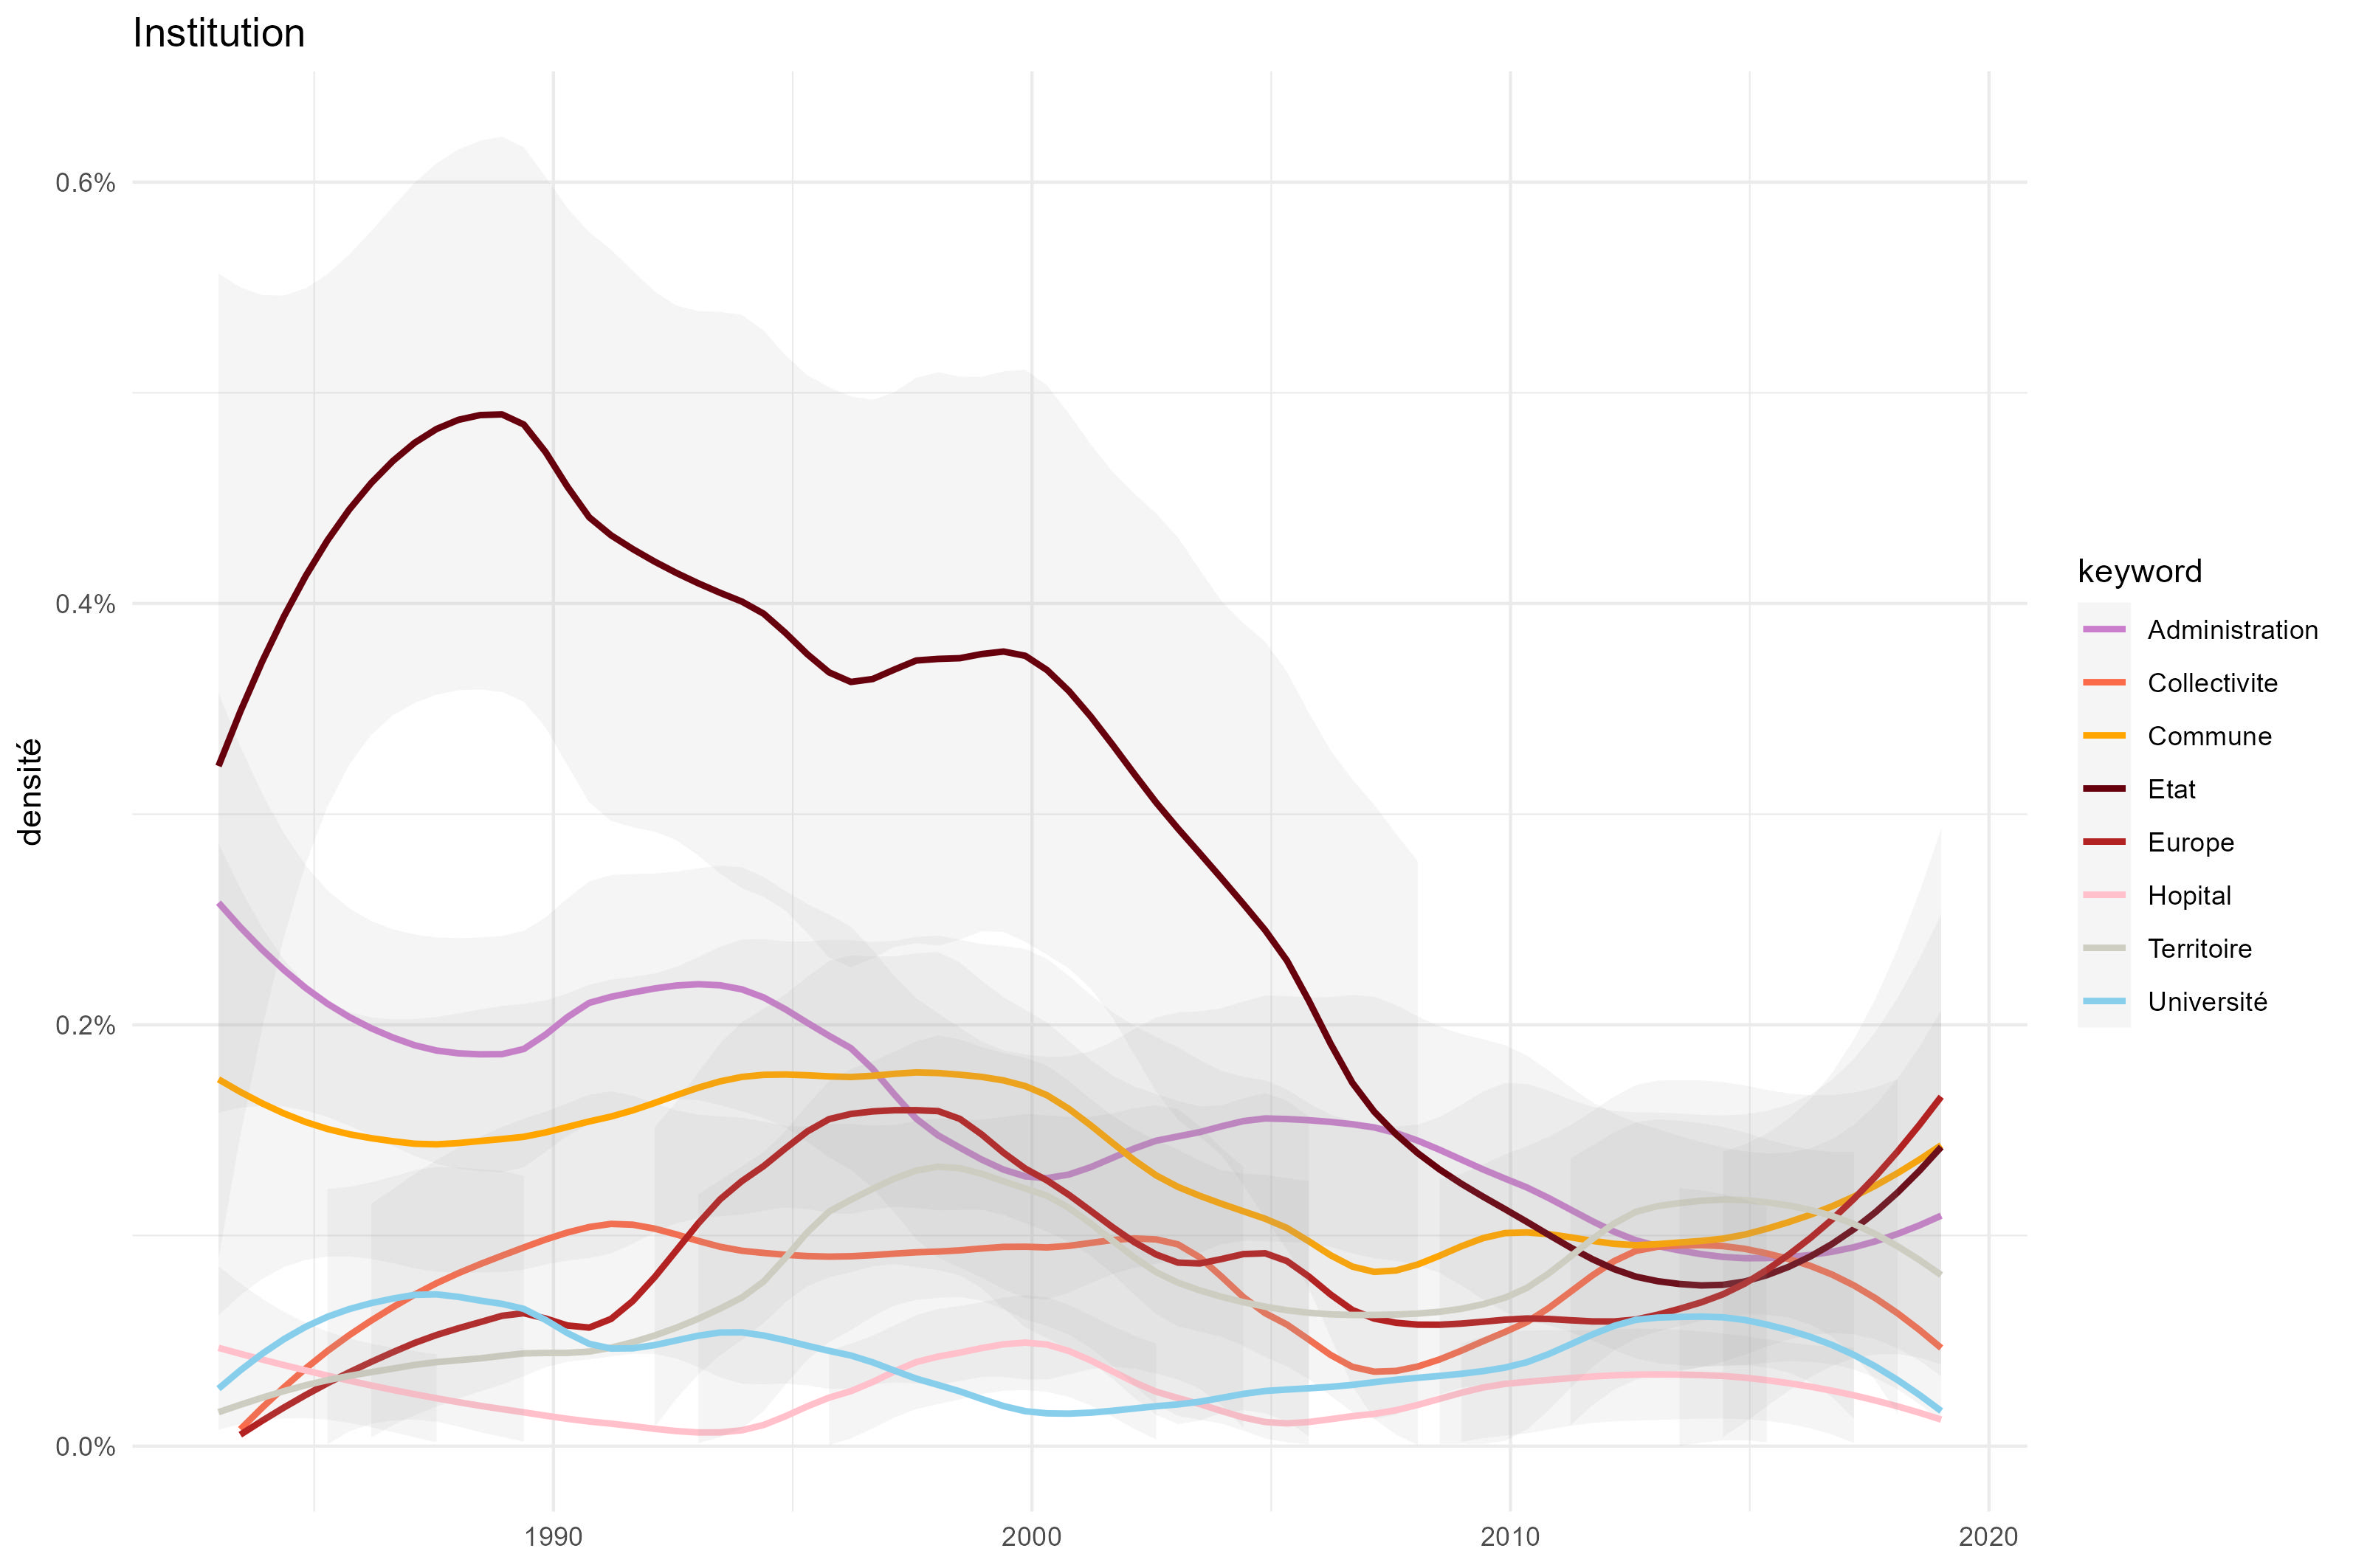 Institution
0.6%
0.4%
0.2%
0.0%
densité
1990
2000
2010
2020
keyword
Administration
Collectivite
Commune
Etat
Europe
Hopital
Territoire
Université